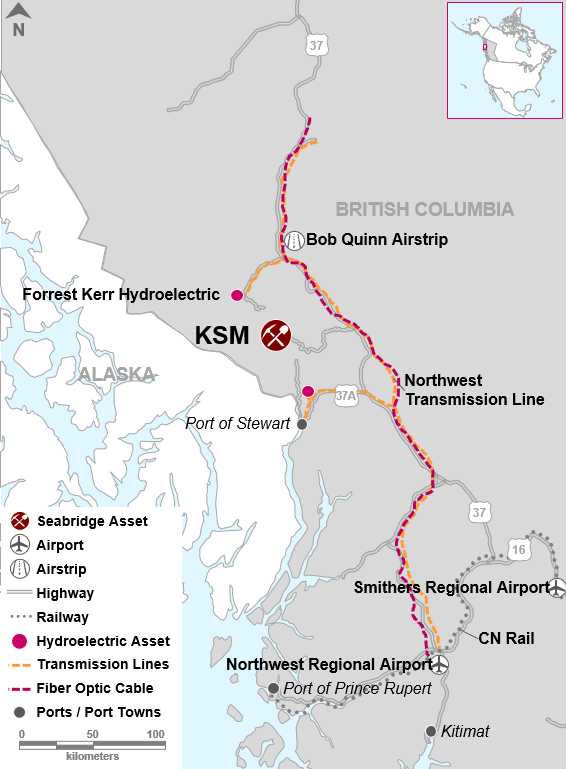 N
37
BRITISH COLUMBIA
Bob Quinn Airstrip
Forrest Kerr Hydroelectric
KSM
ALASKA
Northwest
Transmission Line
37A
Port of Stewart
37
16
Smithers Regional Airport
CN Rail
Northwest Regional Airport
Port of Prince Rupert
Kitimat
Seabridge Asset
Airport
Airstrip
Highway
Railway
Hydroelectric Asset
Transmission Lines
Fiber Optic Cable
Ports / Port Towns
0 50 100
kilometers